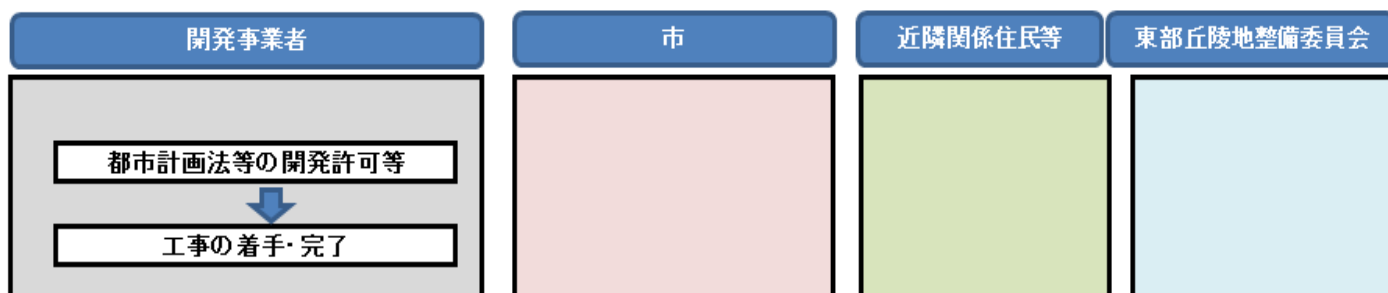 開発事業者
市
近隣関係住民等
東部丘陵地整備委員会
都市計画法等の開発許可等
工事の着手・完了